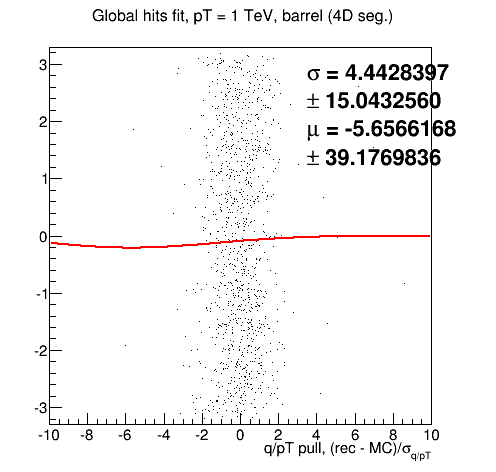 Global hits fit, pT = 1 TeV, barrel (4D seg.)
σ = 4.4428397
± 15.0432560
μ = -5.6566168
± 39.1769836
3
2
1
0
-1
-2
-3
-10 -8 -6 -4 -2 0 2 4 6 8 10
q/pT pull, (rec - MC)/σq/pT